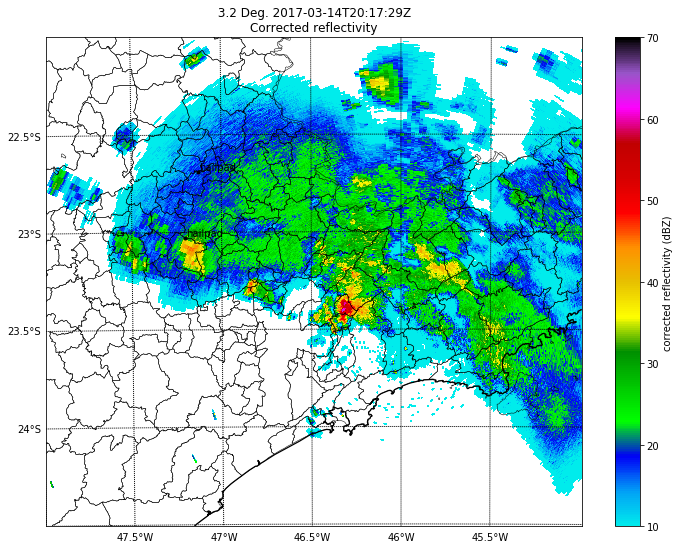 3.2 Deg. 2017-03-14T20:17:29Z
Corrected reflectivity
70
60
50
40
30
20
10
corrected reflectivity (dBZ)
22.5°S
23°S
23.5°S
24°S
47.5°W
47°W
46.5°W
46°W
45.5°W